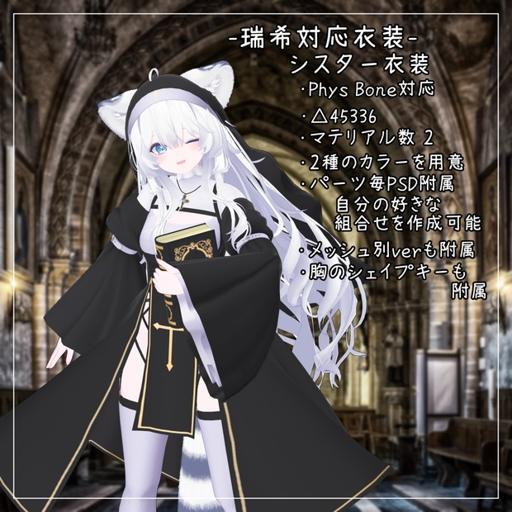 -瑞希対応衣装-
シスター衣装
・Phys Bone対応
・△45336
・マテリアル数 2
・2種のカラーを用意
・パーツ毎PSD附属
自分の好きな
組合せを作成可能
・メッシュ別verも附属
・胸のシェイプキーも
附属